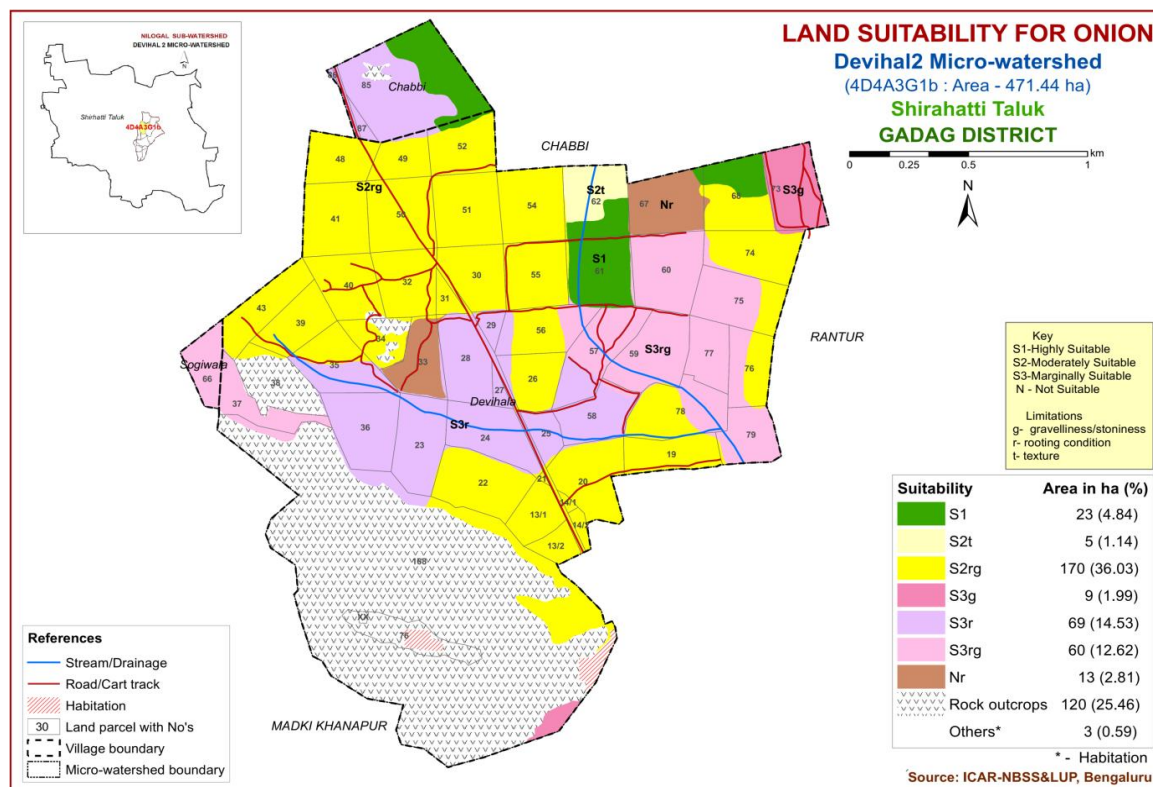 NILOGAL SUB-WATERSHED
DEVIHAL 2 MICRO-WATERSHED
N
Shirhatti Taluk
4D4A3G1b
LAND SUITABILITY FOR ONION
Devihal2 Micro-watershed
(4D4A3G1b : Area - 471.44 ha)
Shirahatti Taluk
GADAG DISTRICT
km
0 0.25 0.5 1
N
85
Chabbi
87
CHABBI
48 49 52
S2rg
41 50 51 54
S2t
62
67 Nr
68
73 S3g
S1
61
60
74
43 40 32 31 30 55
75
39
34
33
29
28
56
57
59
S3rg
77
76
RANTUR
Sogiwala
66
37
38
35
27
26
Devihala
58
78
79
36
23
S3r
24
25
19
22
21
20
14/1
13/1
13/2
168
XX
76
MADKI KHANAPUR
Key
S1-Highly Suitable
S2-Moderately Suitable
S3-Marginally Suitable
N - Not Suitable
Limitations
g- gravelliness/stoniness
r- rooting condition
t- texture
Suitability Area in ha (%)
S1 23 (4.84)
S2t 5 (1.14)
S2rg 170 (36.03)
S3g 9 (1.99)
S3r 69 (14.53)
S3rg 60 (12.62)
Nr 13 (2.81)
Rock outcrops 120 (25.46)
Others* 3 (0.59)
* - Habitation
Source: ICAR-NBSS&LUP, Bengaluru
References
Stream/Drainage
Road/Cart track
Habitation
30 Land parcel with No's
Village boundary
Micro-watershed boundary